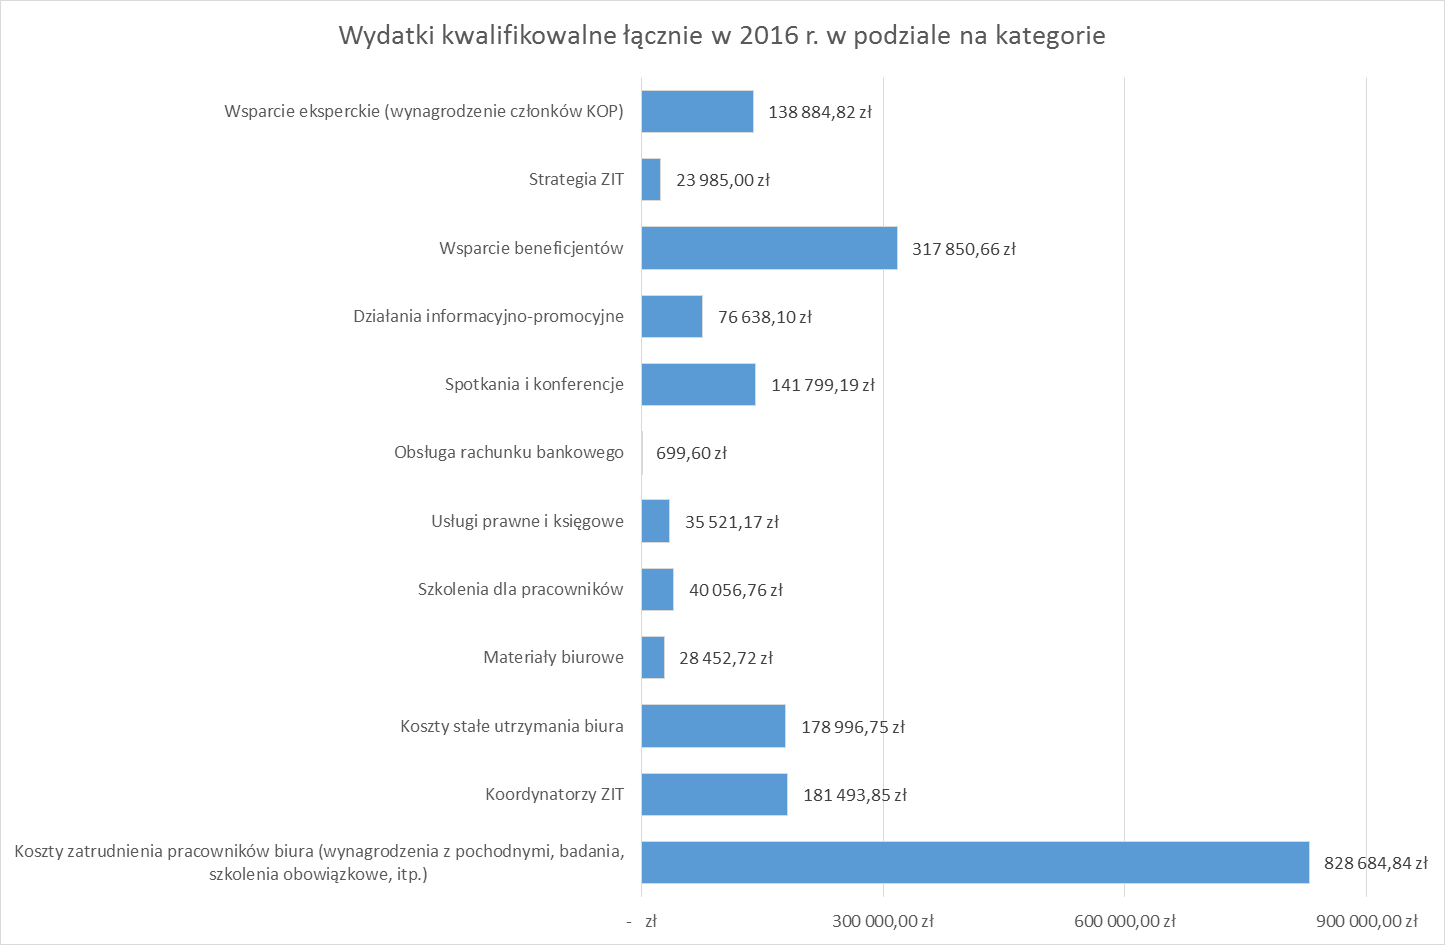 Wydatki kwalifikowalne łącznie w 2016 r. w podziale na kategorie
Wsparcie eksperckie (wynagrodzenie członków KOP)
138 884,82 zł
Strategia ZIT
23 985,00 zł
Wsparcie beneficjentów
317 850,66 zł
Działania informacyjno-promocyjne
76 638,10 zł
Spotkania i konferencje
141 799,19 zł
Obsługa rachunku bankowego
699,60 zł
Usługi prawne i księgowe
35 521,17 zł
Szkolenia dla pracowników
40 056,76 zł
Materiały biurowe
28 452,72 zł
Koszty stałe utrzymania biura
178 996,75 zł
Koordynatorzy ZIT
181 493,85 zł
Koszty zatrudnienia pracowników biura (wynagrodzenia z pochodnymi, badania,
szkolenia obowiązkowe, itp.)
828 684,84 zł
- zł
300 000,00 zł
600 000,00 zł
900 000,00 zł